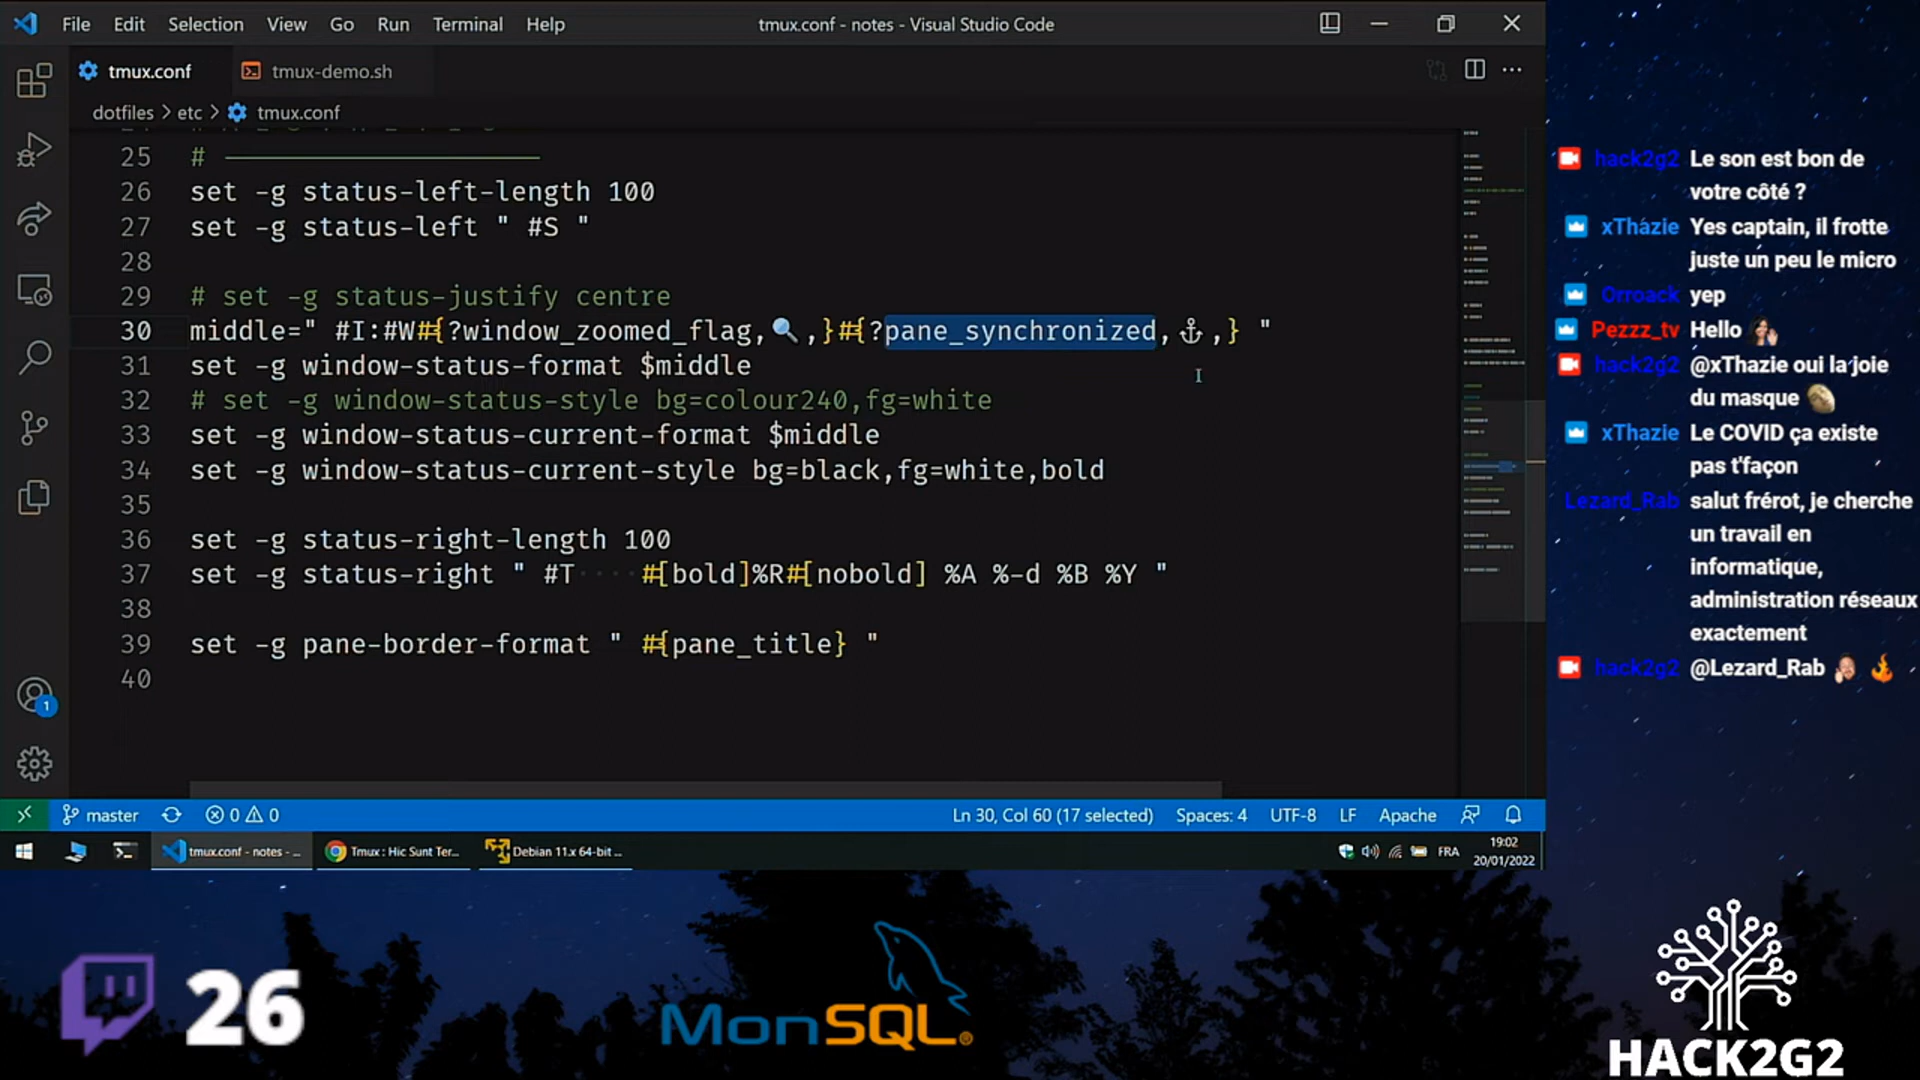 File Edit Selection View Go Run Terminal Help
tmux.conf - notes - Visual Studio Code
tmux.conf
tmux-demo.sh
dotfiles > etc > tmux.conf
25 # ────────────────────
26 set -g status-left-length 100
27 set -g status-left " #S "
28
29 # set -g status-justify centre
30 middle=" #I:#W#{?window_zoomed_flag,🔍,}#{?pane_synchronized,⚓,} "
31 set -g window-status-format $middle
32 # set -g window-status-style bg=colour240,fg=white
33 set -g window-status-current-format $middle
34 set -g window-status-current-style bg=black,fg=white,bold
35
36 set -g status-right-length 100
37 set -g status-right " #T    #[bold]%R#[nobold] %A %-d %B %Y "
38
39 set -g pane-border-format " #{pane_title} "
40
1
master
0 0
Ln 30, Col 60 (17 selected) Spaces: 4 UTF-8 LF Apache
tmux.conf - notes - ...
Tmux : Hic Sunt Ter...
Debian 11.x 64-bit ...
FRA
19:02
20/01/2022
hack2g2 Le son est bon de
votre côté ?
xThazie Yes captain, il frotte
juste un peu le micro
Orroack yep
Pezzz_tv Hello
hack2g2 @xThazie oui la joie
du masque
xThazie Le COVID ça existe
pas t'façon
Lezard_Rab salut frérot, je cherche
un travail en
informatique,
administration réseaux
exactement
hack2g2 @Lezard_Rab 🔥
26
MonSQL®
HACK2G2